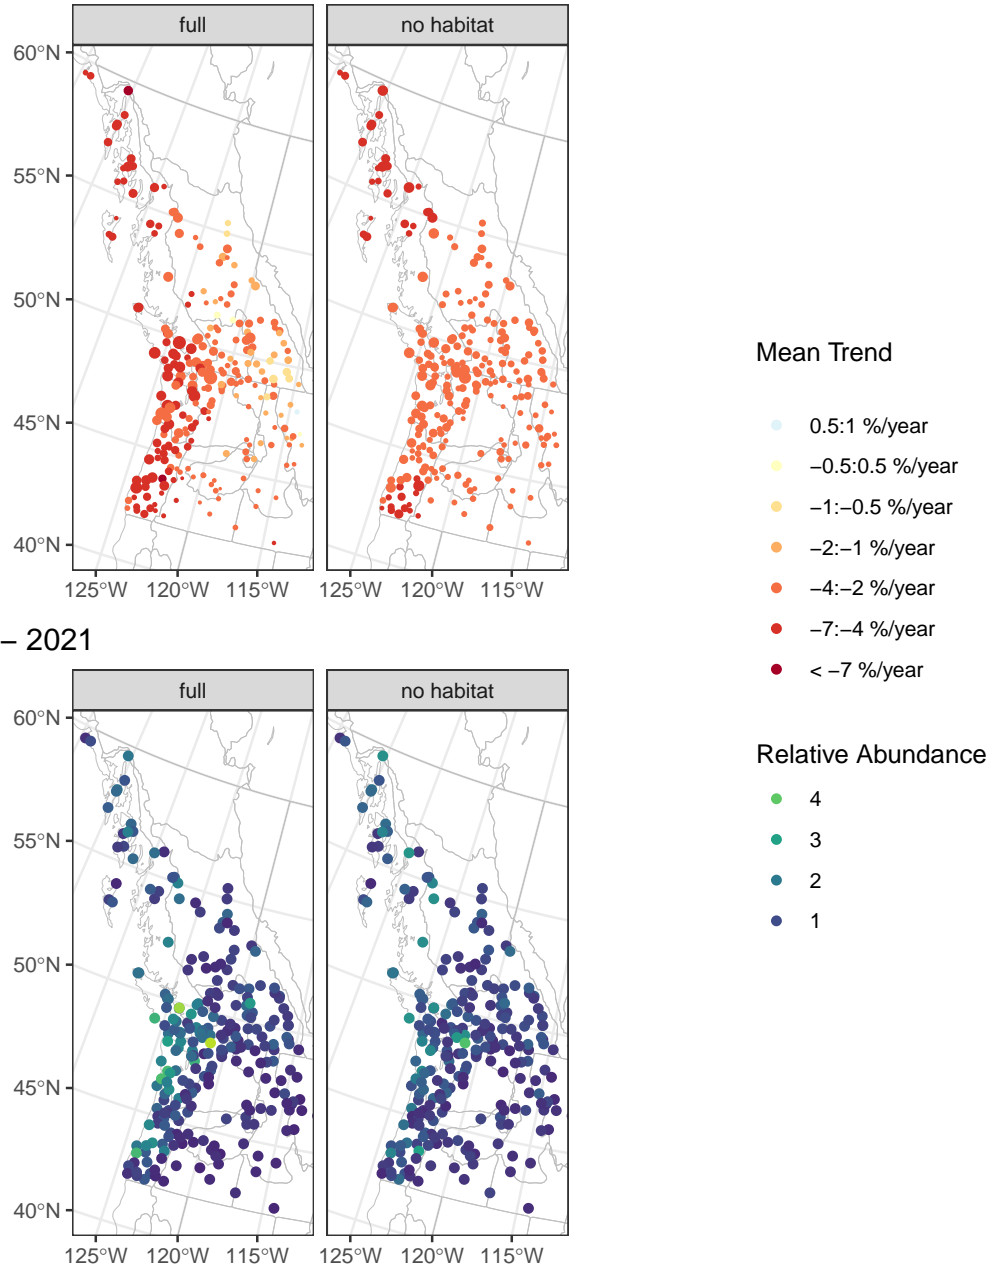 full
no habitat
60°N
55°N
50°N
45°N
40°N
125°W
120°W
115°W
125°W
120°W
115°W
Mean Trend
0.5:1 %/year
−0.5:0.5 %/year
−1:−0.5 %/year
−2:−1 %/year
−4:−2 %/year
−7:−4 %/year
< −7 %/year
− 2021
full
no habitat
60°N
55°N
50°N
45°N
40°N
125°W
120°W
115°W
125°W
120°W
115°W
Relative Abundance
4
3
2
1